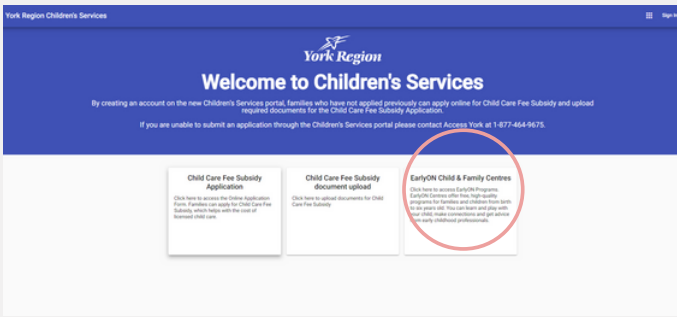 York Region Children's Services
Sign In
York Region
Welcome to Children's Services
By creating an account on the new Children's Services portal, families who have not applied previously can apply online for Child Care Fee Subsidy and upload
required documents for the Child Care Fee Subsidy Application.
If you are unable to submit an application through the Children's Services portal please contact Access York at 1-877-464-9675.
Child Care Fee Subsidy
Application
Click here to access the Online Application
Form. Families can apply for Child Care Fee
Subsidy, which helps with the cost of
licensed child care.
Child Care Fee Subsidy
document upload
Click here to upload documents for Child
Care Fee Subsidy
EarlyON Child & Family Centres
Click here to access EarlyON Programs.
EarlyON Centres offer free, high-quality
programs for families and children from birth
to six years old. You can learn and play with
your child, make connections and get advice
from early childhood professionals.